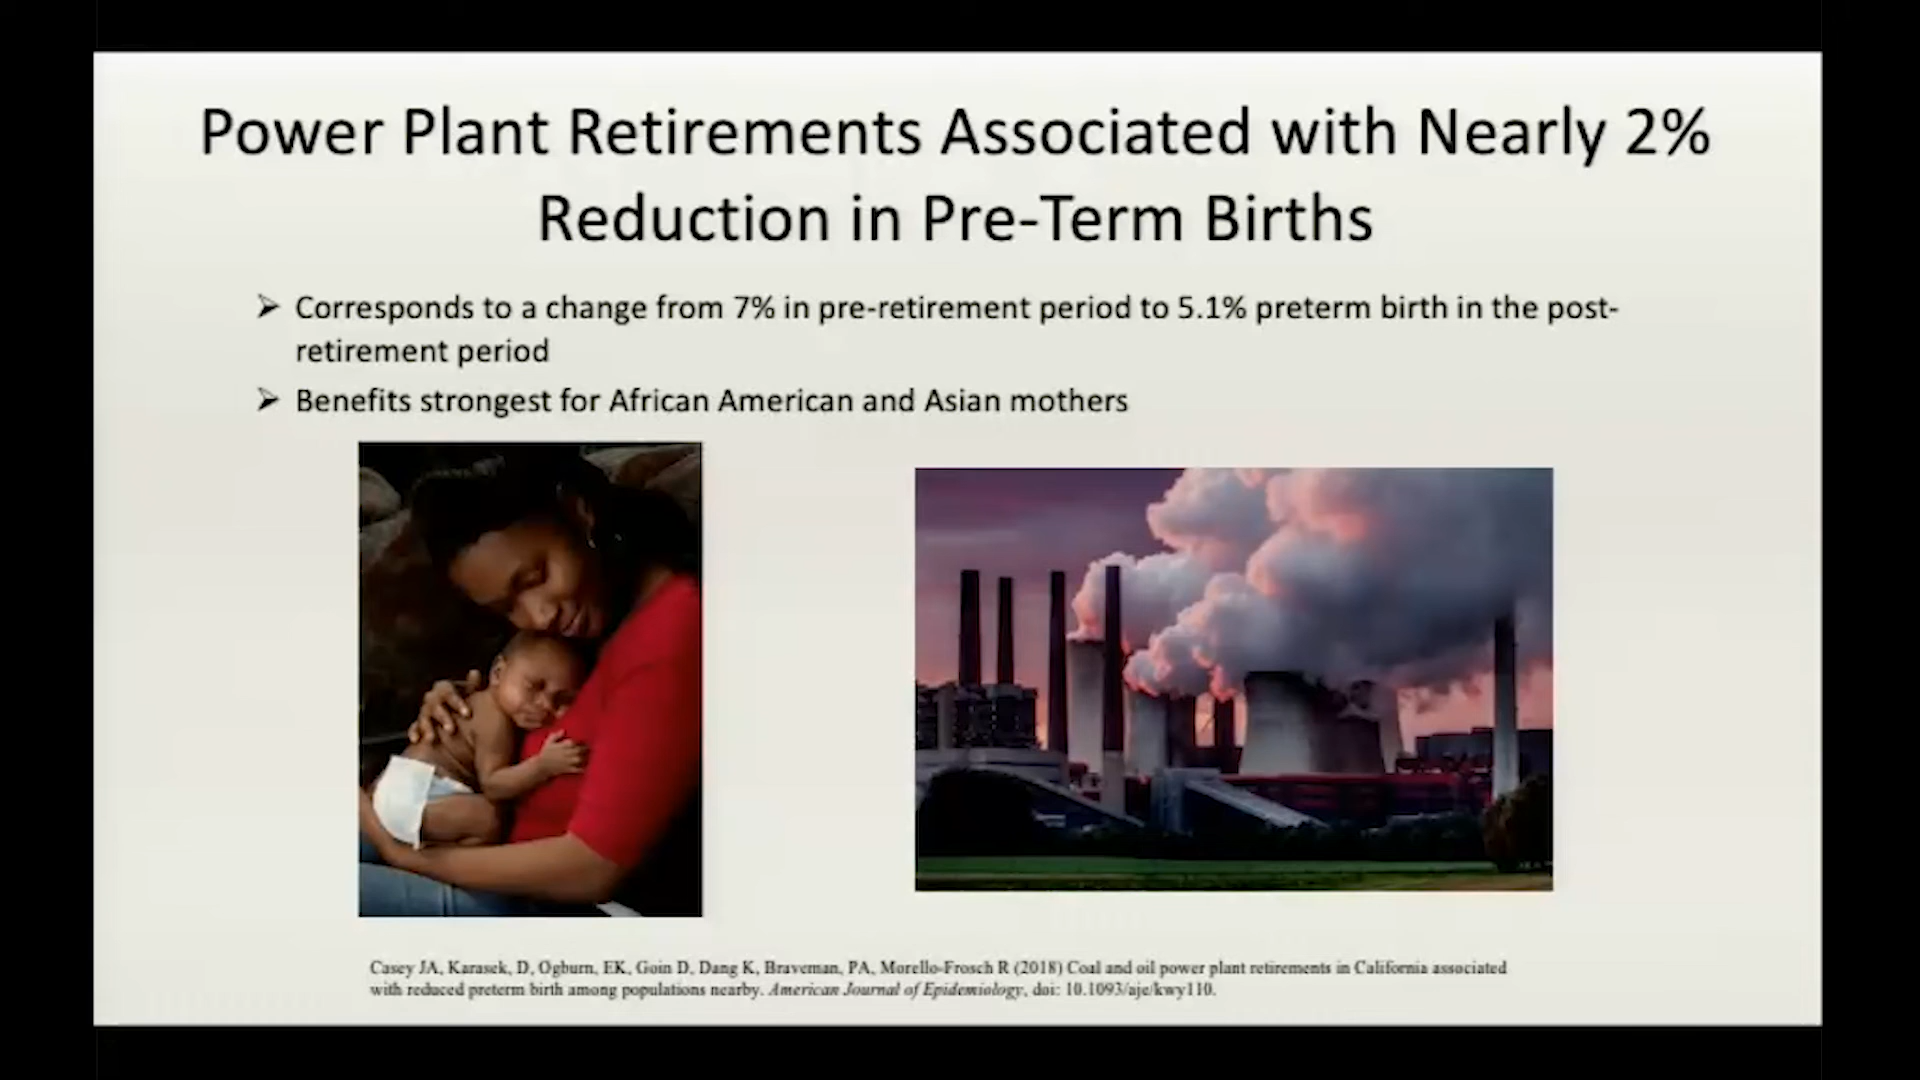 Power Plant Retirements Associated with Nearly 2%
Reduction in Pre-Term Births
➢ Corresponds to a change from 7% in pre-retirement period to 5.1% preterm birth in the post-
retirement period
➢ Benefits strongest for African American and Asian mothers
Casey JA, Karasek, D, Ogburn, EK, Goin D, Dang K, Braveman, PA, Morello-Frosch R (2018) Coal and oil power plant retirements in California associated
with reduced preterm birth among populations nearby. American Journal of Epidemiology, doi: 10.1093/aje/kwy110.